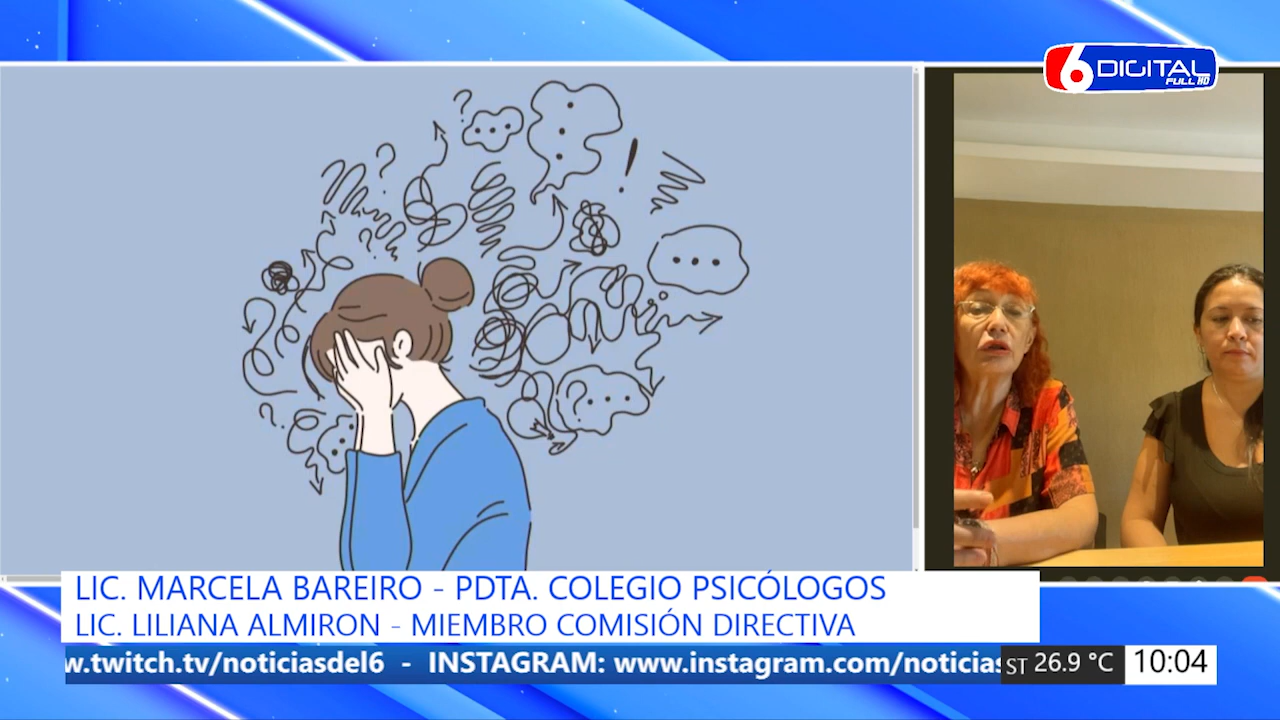 6 DIGITAL
FULL HD
LIC. MARCELA BAREIRO - PDTA. COLEGIO PSICÓLOGOS
LIC. LILIANA ALMIRON - MIEMBRO COMISIÓN DIRECTIVA
w.twitch.tv/noticiasdel6 - INSTAGRAM: www.instagram.com/noticias
ST 26.9 °C 10:04